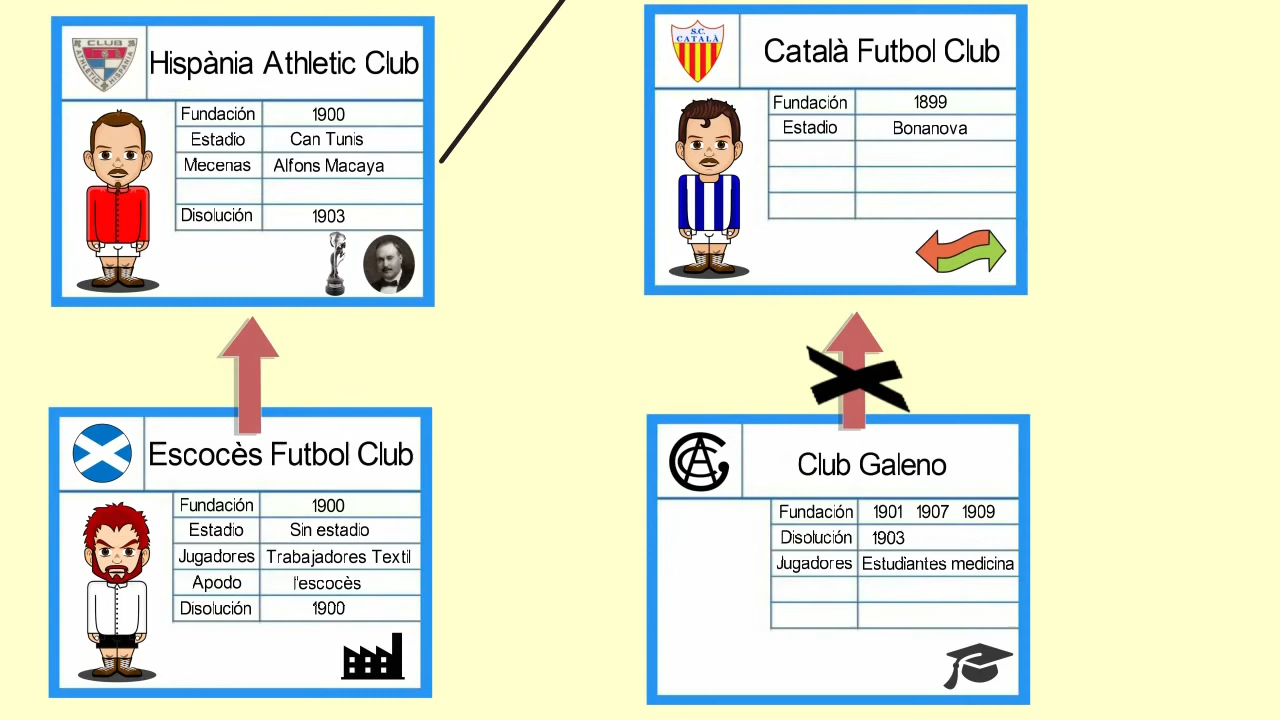 CLUB
ATHLETIC HISPANIA
Hispània Athletic Club
Fundación 1900
Estadio Can Tunis
Mecenas Alfons Macaya
Disolución 1903
S.C.
CATALÀ
Català Futbol Club
Fundación 1899
Estadio Bonanova
Escocès Futbol Club
Fundación 1900
Estadio Sin estadio
Jugadores Trabajadores Textil
Apodo l'escocès
Disolución 1900
Club Galeno
Fundación 1901 1907 1909
Disolución 1903
Jugadores Estudiantes medicina